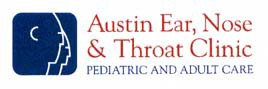 Austin Ear, Nose
& Throat Clinic
PEDIATRIC AND ADULT CARE